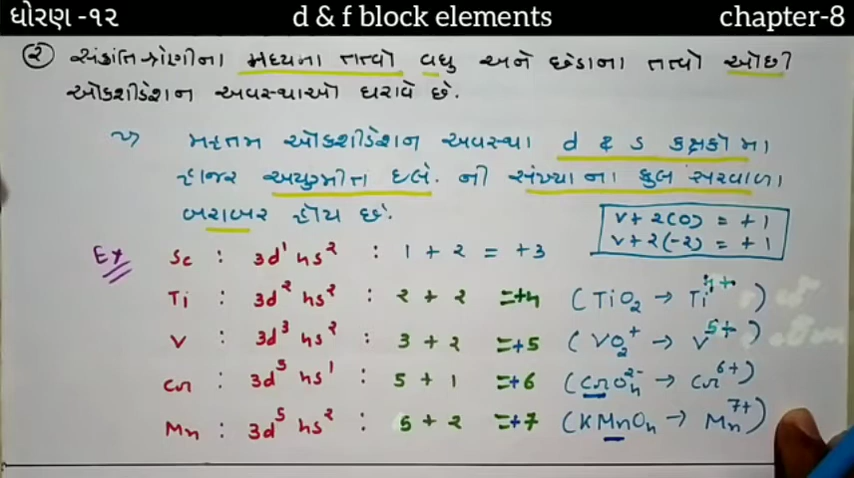 ધોરણ -૧૨ d & f block elements chapter-8
② સંક્રાંતિ શ્રેણીના મધ્યના તત્વો વધુ અને છેડાના તત્વો ઓછી
ઓક્સીડેશન અવસ્થાઓ ધરાવે છે.
મહત્તમ ઓક્સીડેશન અવસ્થા d & s કક્ષકોમાં
હાજર અયુગ્મીત ઇલે. ની સંખ્યાના કુલ સરવાળા
બરાબર હોય છે.
V + 2(O) = +1
V + 2(-2) = +1
Ex Sc : 3d¹ 4s² : 1 + 2 = +3
Ti : 3d² 4s² : 2 + 2 = +4 (TiO₂ → Ti⁴⁺)
V : 3d³ 4s² : 3 + 2 = +5 (VO₂⁺ → V⁵⁺)
Cr : 3d⁵ 4s¹ : 5 + 1 = +6 (CrO₄²⁻ → Cr⁶⁺)
Mn : 3d⁵ 4s² : 5 + 2 = +7 (KMnO₄ → Mn⁷⁺)